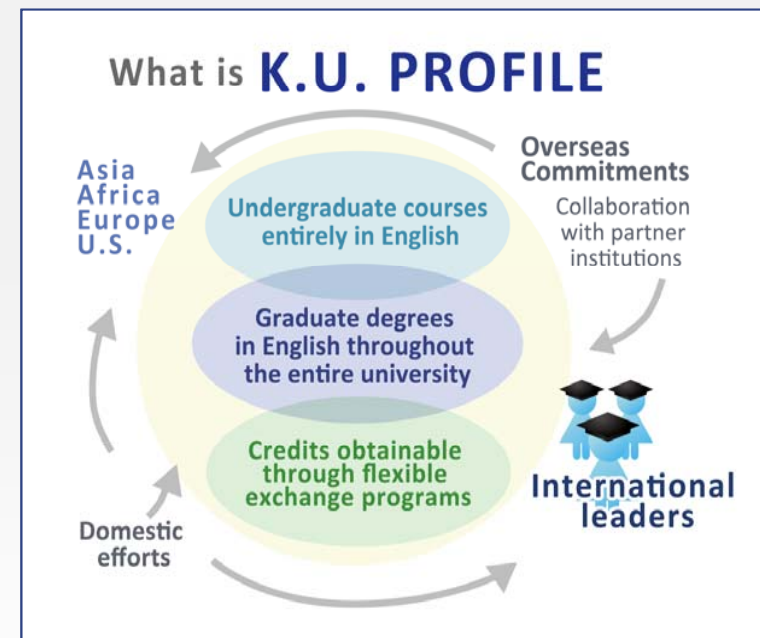 What is K.U. PROFILE
Asia
Africa
Europe
U.S.
Undergraduate courses
entirely in English
Graduate degrees
in English throughout
the entire university
Credits obtainable
through flexible
exchange programs
Overseas
Commitments
Collaboration
with partner
institutions
International
leaders
Domestic
efforts